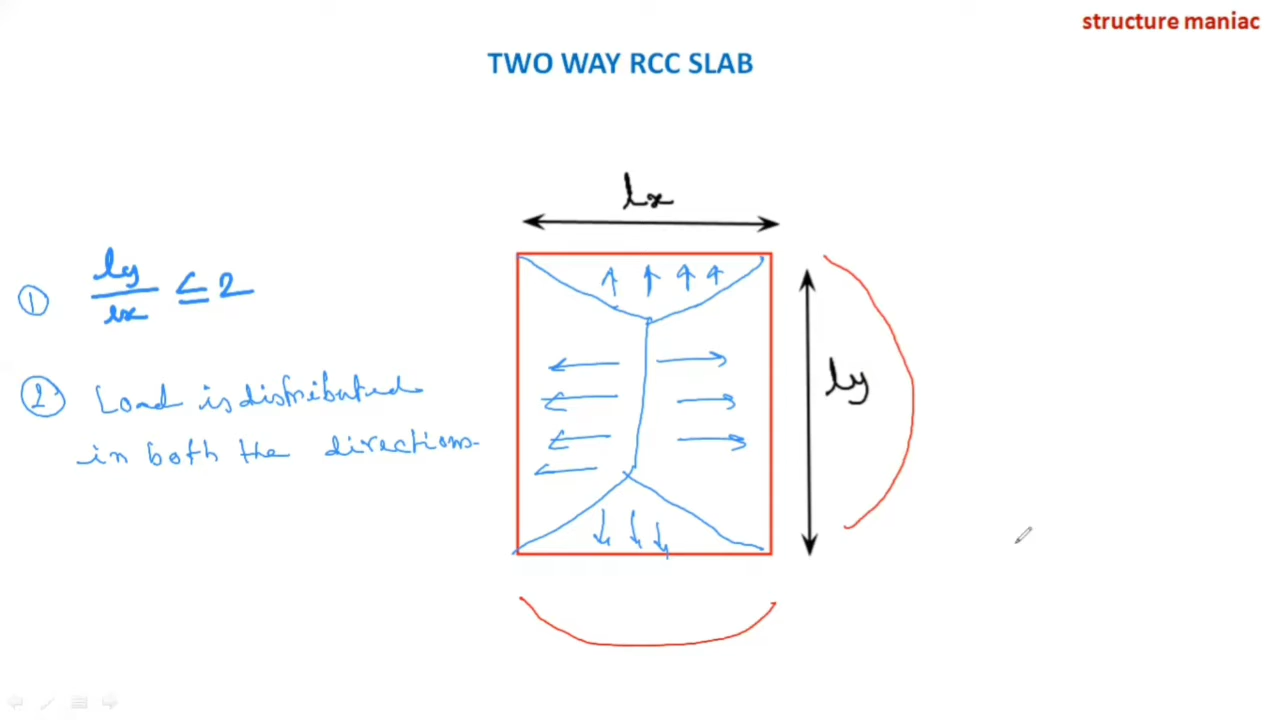 structure maniac
TWO WAY RCC SLAB
lx
① ly/lx ≤ 2
ly
② Load is distributed
in both the directions